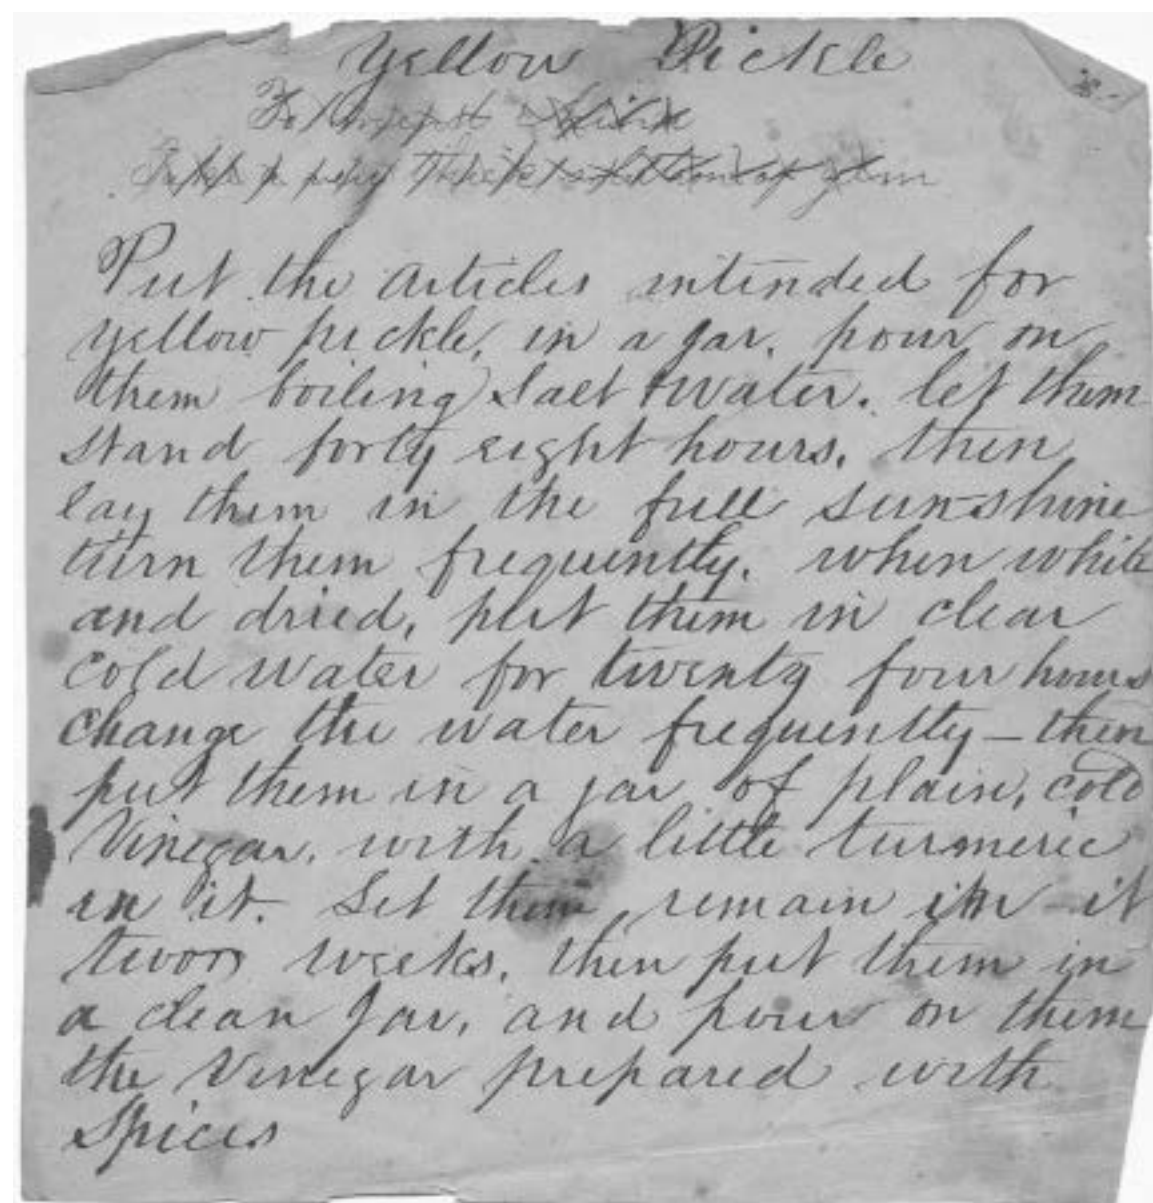 Yellow Pickle
Put the articles intended for
yellow pickle, in a jar, pour on
them boiling salt water. let them
stand forty eight hours, then
lay them in the full sun-shine
turn them frequently. when white
and dried, put them in clear
cold water for twenty four hours
change the water frequently – then
put them in a jar of plain, cold
Vinegar, with a little turmeric
in it. Let them remain in it
two weeks, then put them in
a clean Jar, and pour on them
the Vinegar prepared with
Spices